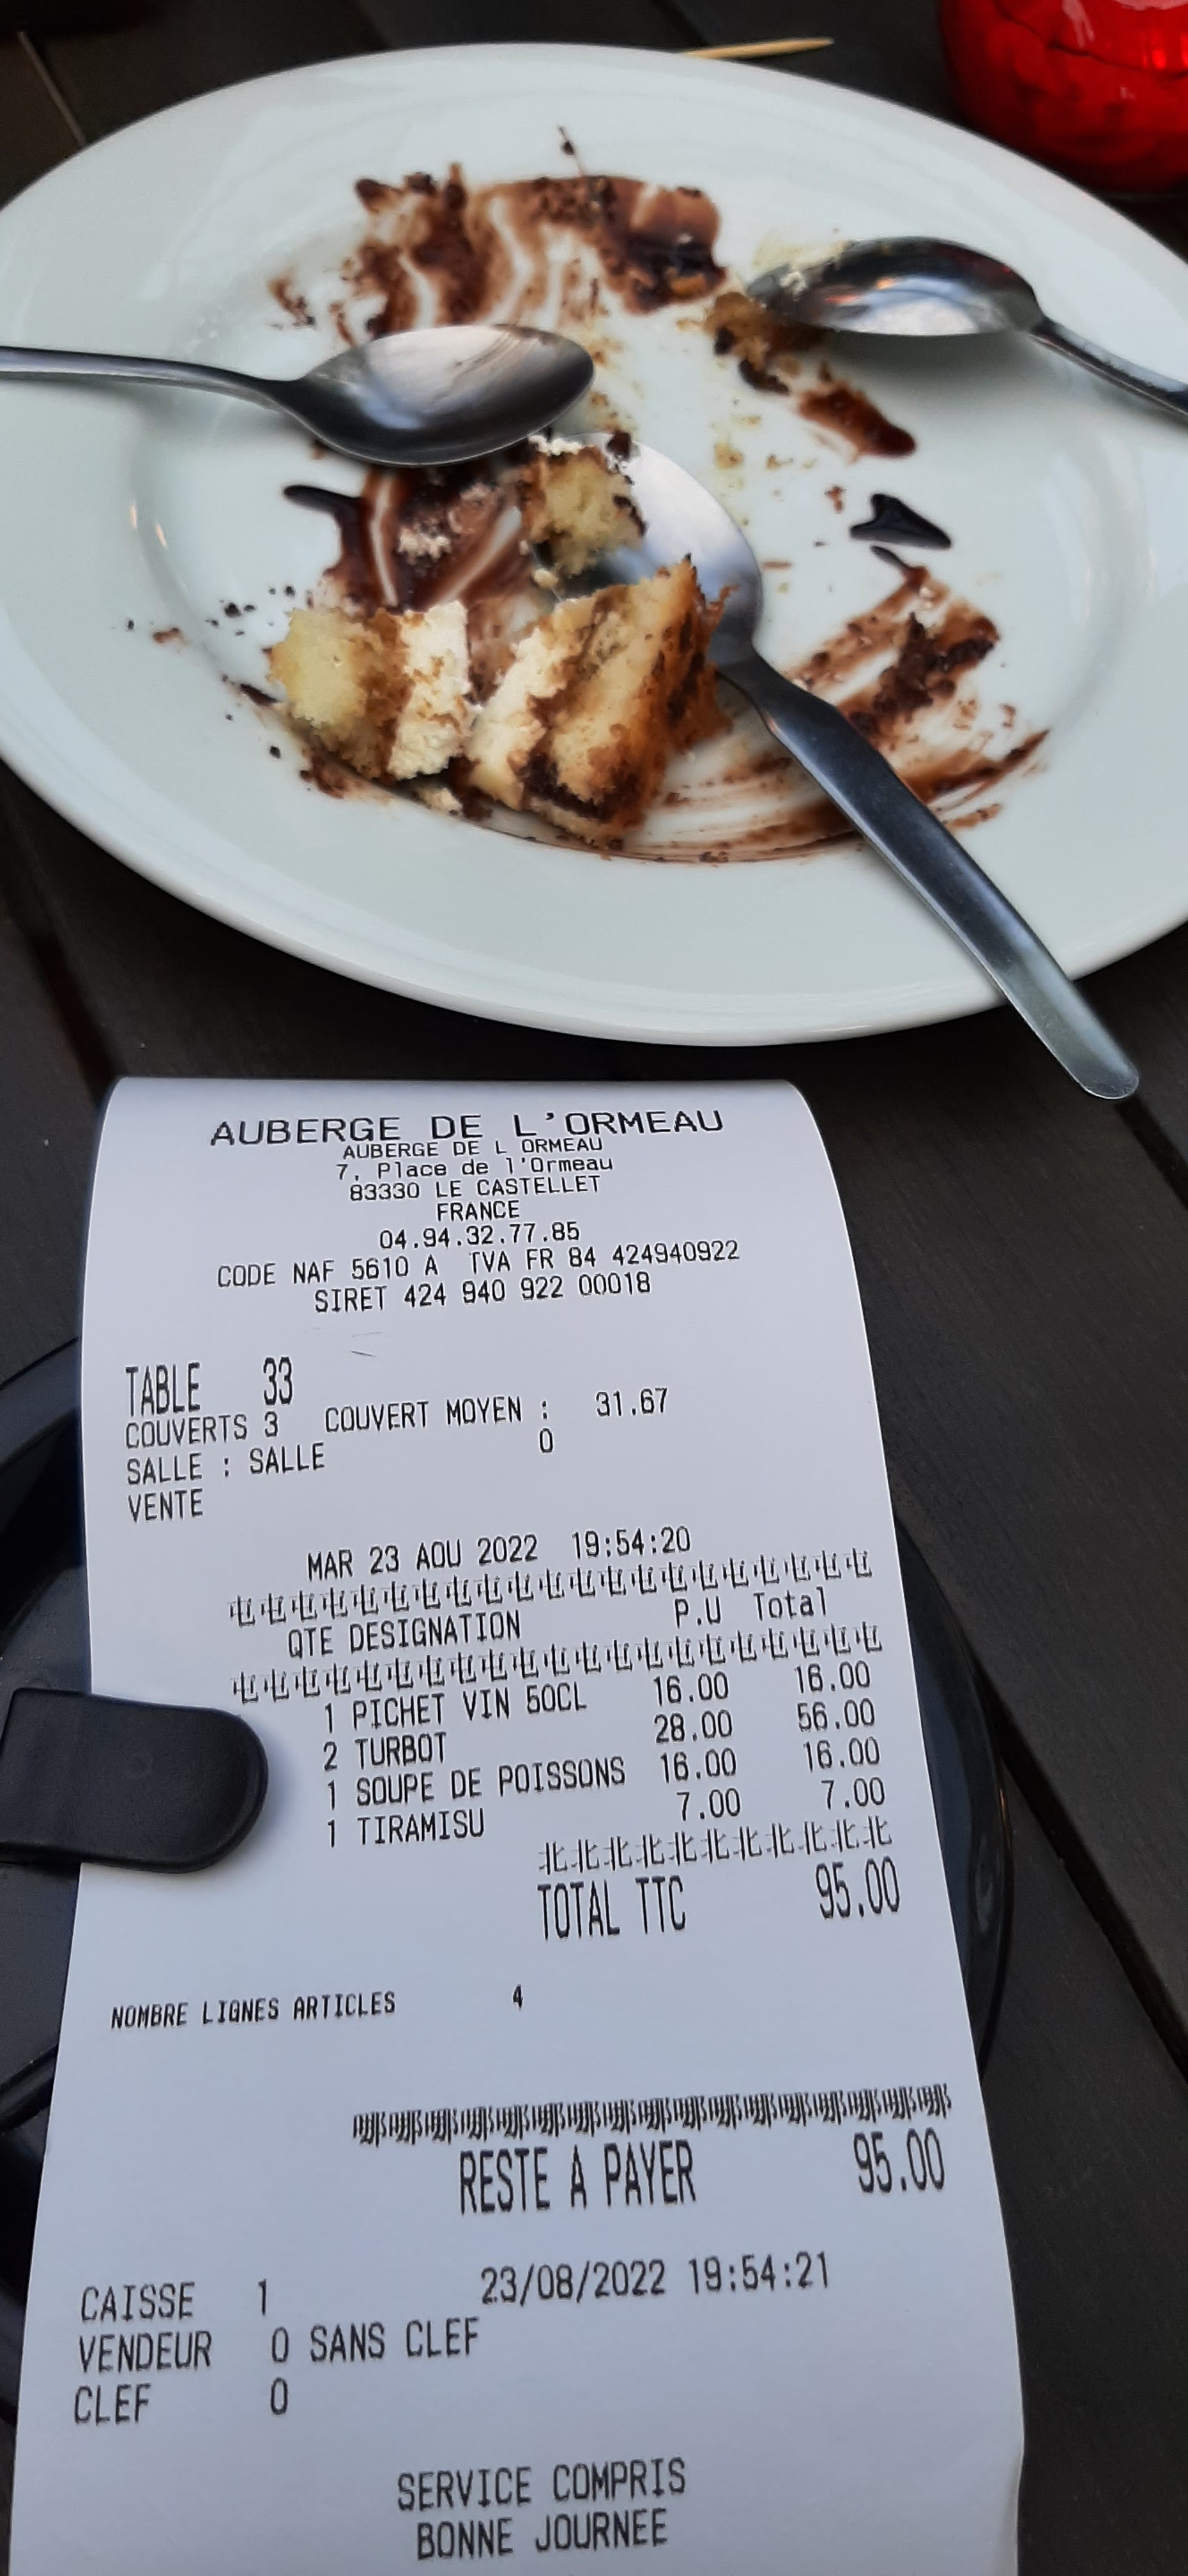 AUBERGE DE L'ORMEAU
AUBERGE DE L ORMEAU
7, Place de l'Ormeau
83330 LE CASTELLET
FRANCE
04.94.32.77.85
CODE NAF 5610 A TVA FR 84 424940922
SIRET 424 940 922 00018
TABLE 33
COUVERTS 3 COUVERT MOYEN : 31.67
SALLE : SALLE 0
VENTE
MAR 23 AOU 2022 19:54:20
QTE DESIGNATION P.U Total
1 PICHET VIN 50CL 16.00 16.00
2 TURBOT 28.00 56.00
1 SOUPE DE POISSONS 16.00 16.00
1 TIRAMISU 7.00 7.00
TOTAL TTC 95.00
NOMBRE LIGNES ARTICLES 4
RESTE A PAYER 95.00
CAISSE 1 23/08/2022 19:54:21
VENDEUR 0 SANS CLEF
CLEF 0
SERVICE COMPRIS
BONNE JOURNEE